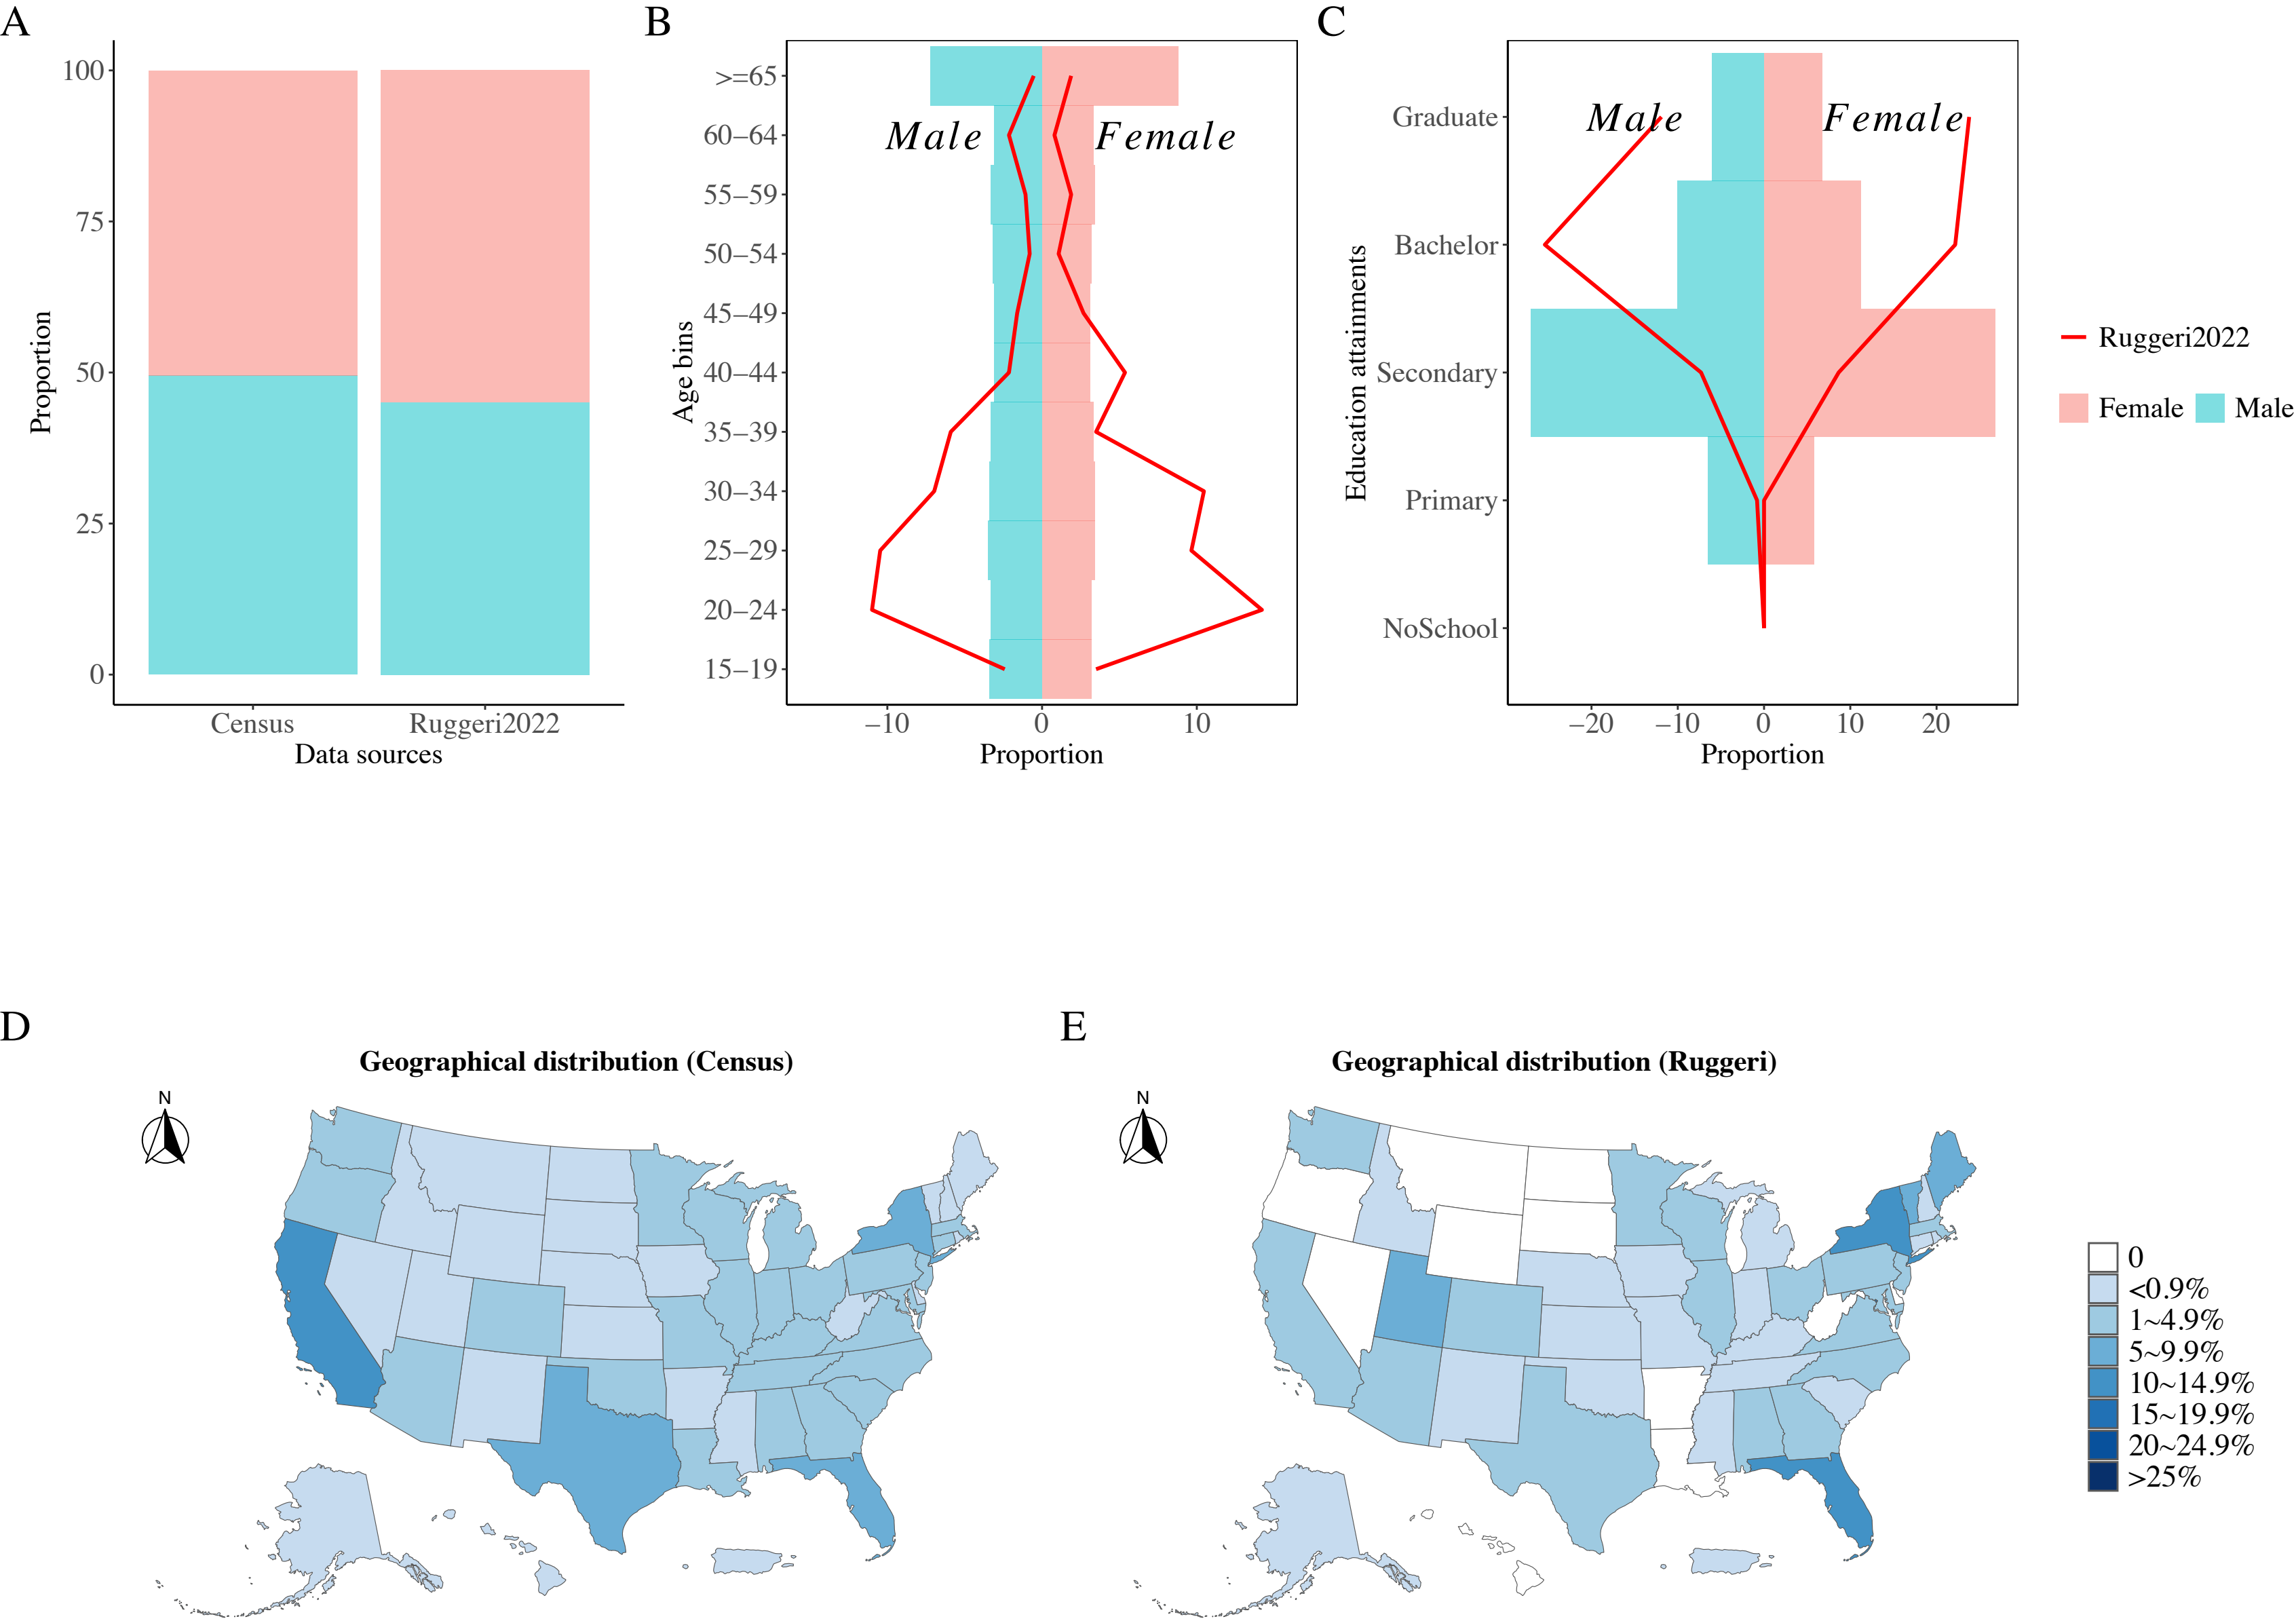 A
100
75
50
25
0
Proportion
Census
Ruggeri2022
Data sources
B
>=65
60–64
55–59
50–54
45–49
40–44
35–39
30–34
25–29
20–24
15–19
Age bins
Male
Female
−10
0
10
Proportion
C
Graduate
Bachelor
Secondary
Primary
NoSchool
Education attainments
Male
Female
−20
−10
0
10
20
Proportion
Ruggeri2022
Female
Male
D
Geographical distribution (Census)
N
E
Geographical distribution (Ruggeri)
N
0
<0.9%
1~4.9%
5~9.9%
10~14.9%
15~19.9%
20~24.9%
>25%